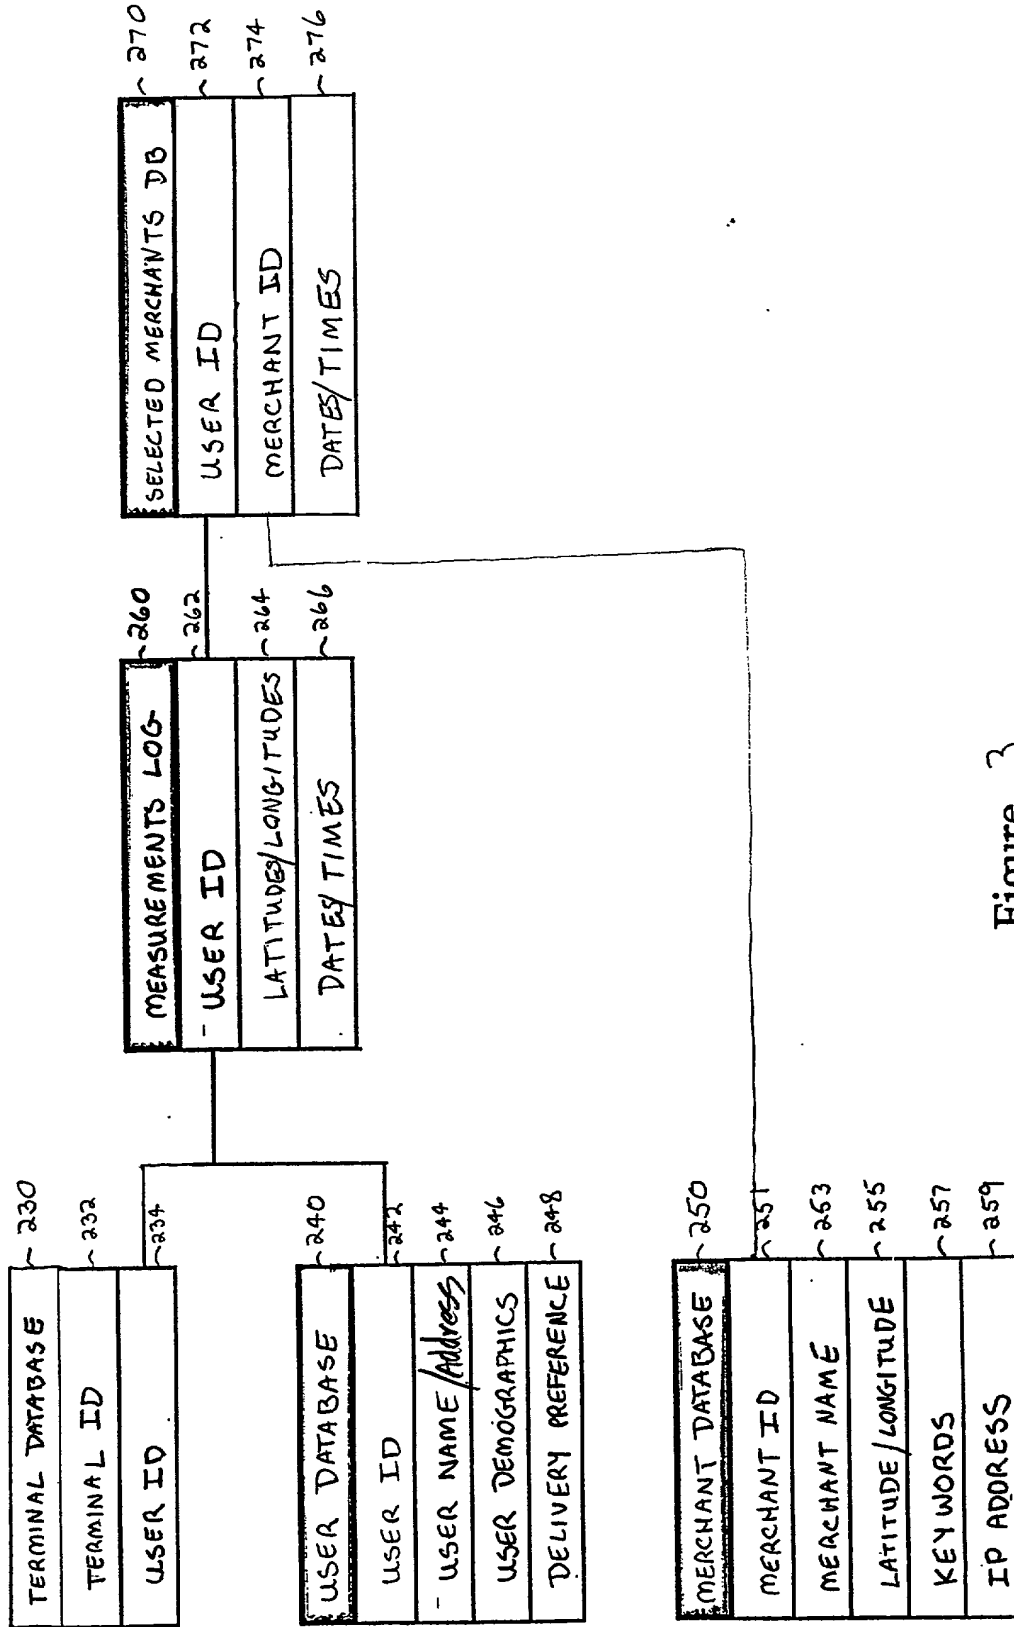 TERMINAL DATABASE 230
TERMINAL ID 232
USER ID 234
USER DATABASE 240
USER ID 242
USER NAME/Address 244
USER DEMOGRAPHICS 246
DELIVERY PREFERENCE 248
MERCHANT DATABASE 250
MERCHANT ID 251
MERCHANT NAME 253
LATITUDE/LONGITUDE 255
KEY WORDS 257
IP ADDRESS 259
MEASUREMENTS LOG 260
USER ID 262
LATITUDES/LONGITUDES 264
DATES/TIMES 266
SELECTED MERCHANTS DB 270
USER ID 272
MERCHANT ID 274
DATES/TIMES 276
Figure 3